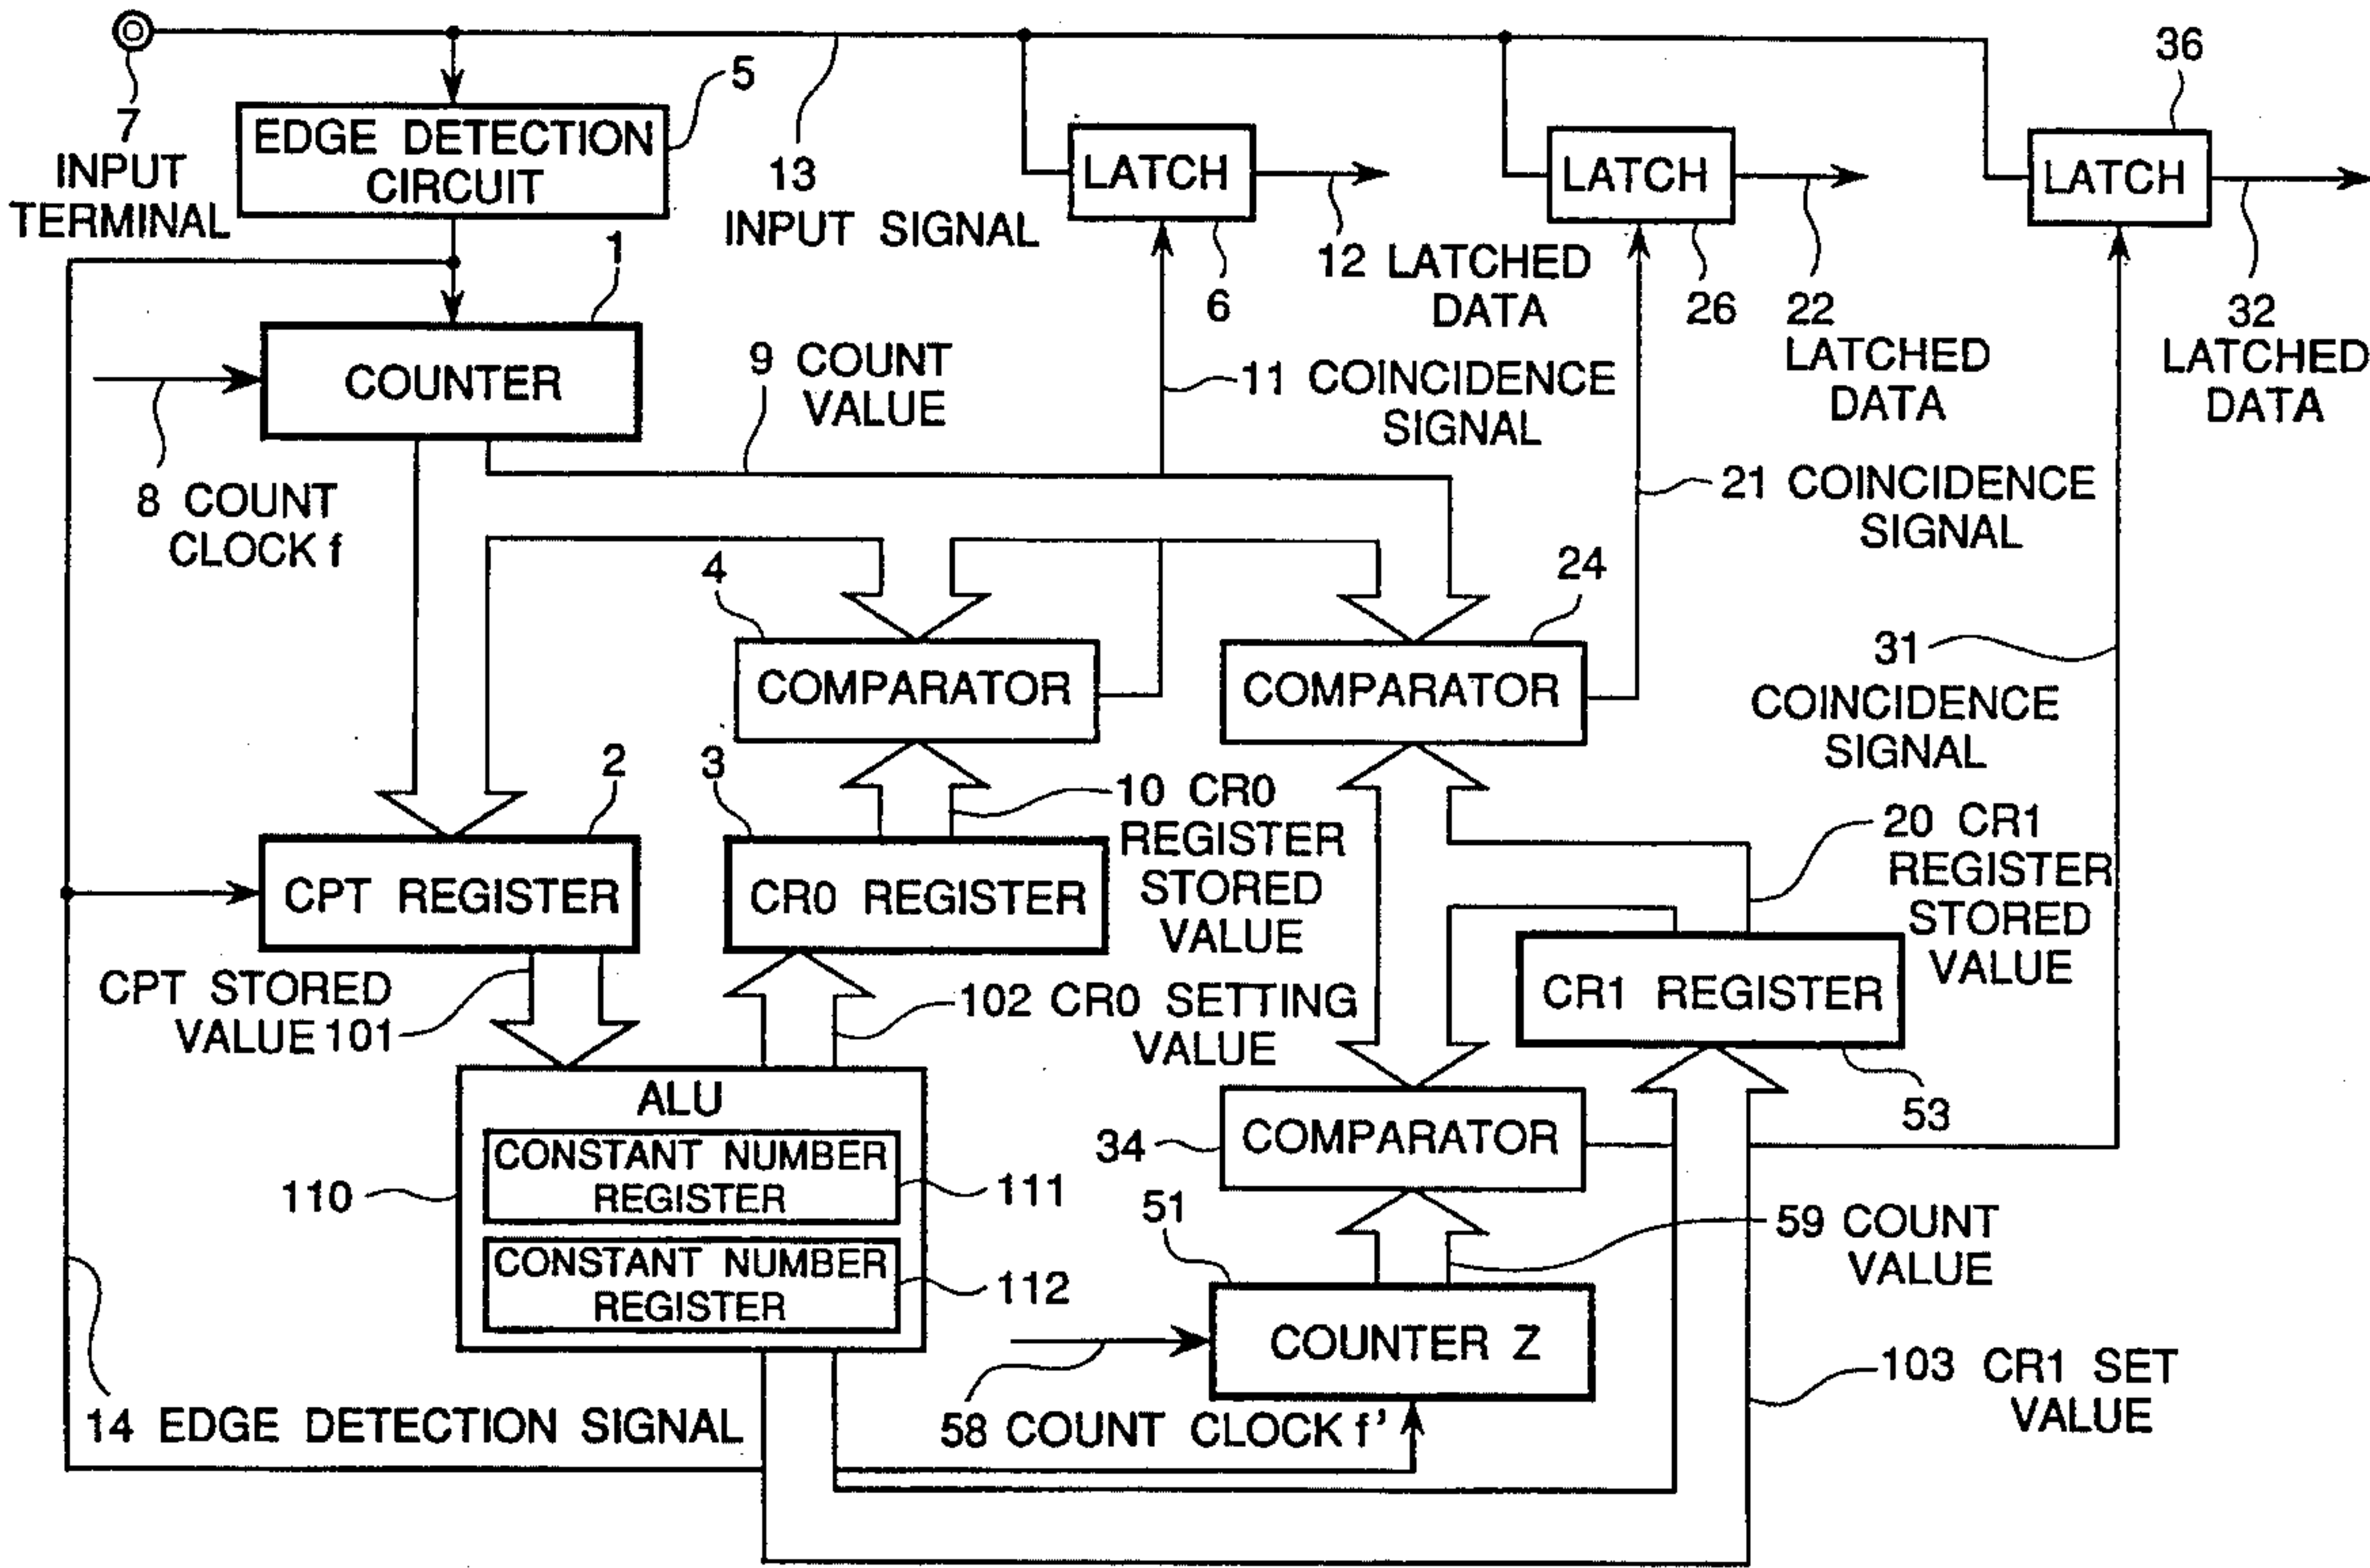 7
INPUT
TERMINAL
5
EDGE DETECTION
CIRCUIT
13
INPUT SIGNAL
LATCH
6
12 LATCHED
DATA
LATCH
26
22
LATCHED
DATA
36
LATCH
32
LATCHED
DATA
1
COUNTER
8 COUNT
CLOCK f
9 COUNT
VALUE
11 COINCIDENCE
SIGNAL
21 COINCIDENCE
SIGNAL
31
COINCIDENCE
SIGNAL
4
COMPARATOR
24
COMPARATOR
2
CPT REGISTER
3
CR0 REGISTER
10 CR0
REGISTER
STORED
VALUE
20 CR1
REGISTER
STORED
VALUE
CR1 REGISTER
53
CPT STORED
VALUE 101
102 CR0 SETTING
VALUE
ALU
CONSTANT NUMBER
REGISTER
111
110
CONSTANT NUMBER
REGISTER
112
34
COMPARATOR
51
COUNTER Z
59 COUNT
VALUE
58 COUNT CLOCK f'
103 CR1 SET
VALUE
14 EDGE DETECTION SIGNAL